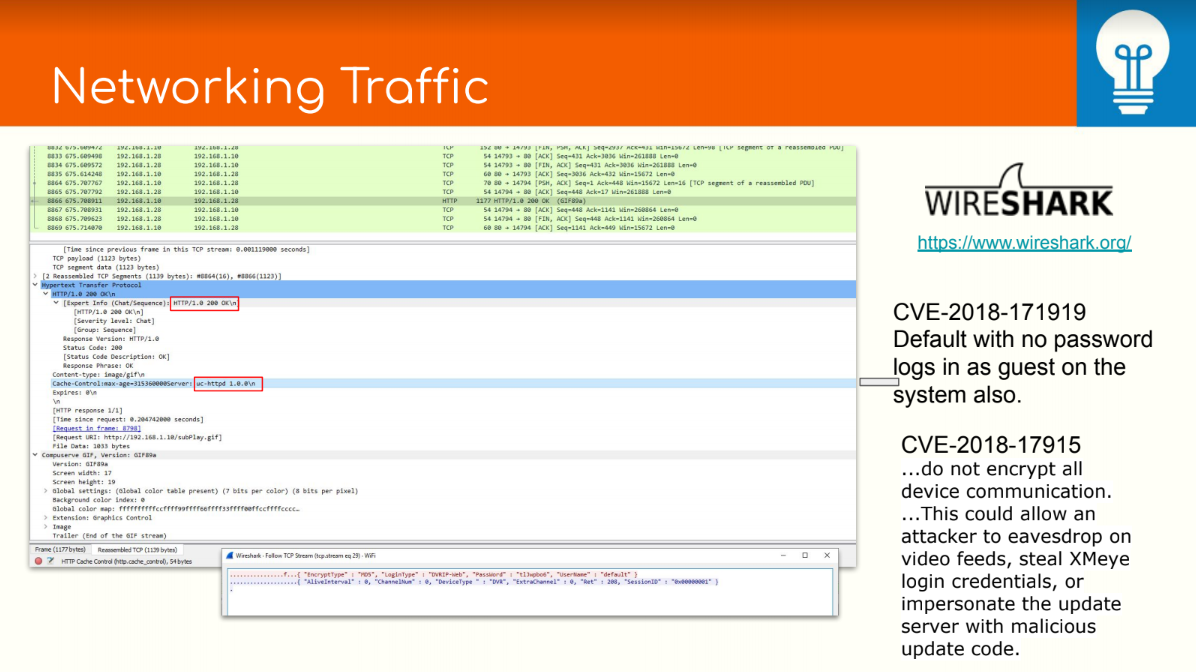 Networking Traffic
8832 675.609472 192.168.1.10 192.168.1.28 TCP 152 80 → 14793 [FIN, PSH, ACK] Seq=2937 Ack=431 Win=15672 Len=98 [TCP segment of a reassembled PDU]
8833 675.609498 192.168.1.28 192.168.1.10 TCP 54 14793 → 80 [ACK] Seq=431 Ack=3036 Win=261888 Len=0
8834 675.609572 192.168.1.28 192.168.1.10 TCP 54 14793 → 80 [FIN, ACK] Seq=431 Ack=3036 Win=261888 Len=0
8835 675.614248 192.168.1.10 192.168.1.28 TCP 60 80 → 14793 [ACK] Seq=3036 Ack=432 Win=15672 Len=0
8864 675.707767 192.168.1.10 192.168.1.28 TCP 70 80 → 14794 [PSH, ACK] Seq=1 Ack=448 Win=15672 Len=16 [TCP segment of a reassembled PDU]
8865 675.707792 192.168.1.28 192.168.1.10 TCP 54 14794 → 80 [ACK] Seq=448 Ack=17 Win=261888 Len=0
8866 675.708911 192.168.1.10 192.168.1.28 HTTP 1177 HTTP/1.0 200 OK (GIF89a)
8867 675.708931 192.168.1.28 192.168.1.10 TCP 54 14794 → 80 [ACK] Seq=448 Ack=1141 Win=260864 Len=0
8868 675.709623 192.168.1.28 192.168.1.10 TCP 54 14794 → 80 [FIN, ACK] Seq=448 Ack=1141 Win=260864 Len=0
8869 675.714070 192.168.1.10 192.168.1.28 TCP 60 80 → 14794 [ACK] Seq=1141 Ack=449 Win=15672 Len=0
[Time since previous frame in this TCP stream: 0.001119000 seconds]
TCP payload (1123 bytes)
TCP segment data (1123 bytes)
[2 Reassembled TCP Segments (1139 bytes): #8864(16), #8866(1123)]
Hypertext Transfer Protocol
HTTP/1.0 200 OK\n
[Expert Info (Chat/Sequence): HTTP/1.0 200 OK\n]
[HTTP/1.0 200 OK\n]
[Severity level: Chat]
[Group: Sequence]
Response Version: HTTP/1.0
Status Code: 200
[Status Code Description: OK]
Response Phrase: OK
Content-type: image/gif\n
Cache-Control:max-age=315360000Server: uc-httpd 1.0.0\n
Expires: 0\n
\n
[HTTP response 1/1]
[Time since request: 0.204742000 seconds]
[Request in frame: 8798]
[Request URI: http://192.168.1.10/subPlay.gif]
File Data: 1033 bytes
Compuserve GIF, Version: GIF89a
Version: GIF89a
Screen width: 17
Screen height: 19
Global settings: (Global color table present) (7 bits per color) (8 bits per pixel)
Background color index: 0
Global color map: ffffffffffccffff99ffff66ffff33ffff00ffccffffcccc…
Extension: Graphics Control
Image
Trailer (End of the GIF stream)
Frame (1177 bytes) Reassembled TCP (1139 bytes)
HTTP Cache Control (http.cache_control), 54 bytes
Wireshark · Follow TCP Stream (tcp.stream eq 29) · WiFi
................f...{ "EncryptType" : "MD5", "LoginType" : "DVRIP-Web", "PassWord" : "tlJwpbo6", "UserName" : "default" }
....................{ "AliveInterval" : 0, "ChannelNum" : 0, "DeviceType " : "DVR", "ExtraChannel" : 0, "Ret" : 208, "SessionID" : "0x00000001" }
.
WIRESHARK
https://www.wireshark.org/
CVE-2018-171919
Default with no password
logs in as guest on the
system also.
CVE-2018-17915
...do not encrypt all
device communication.
...This could allow an
attacker to eavesdrop on
video feeds, steal XMeye
login credentials, or
impersonate the update
server with malicious
update code.